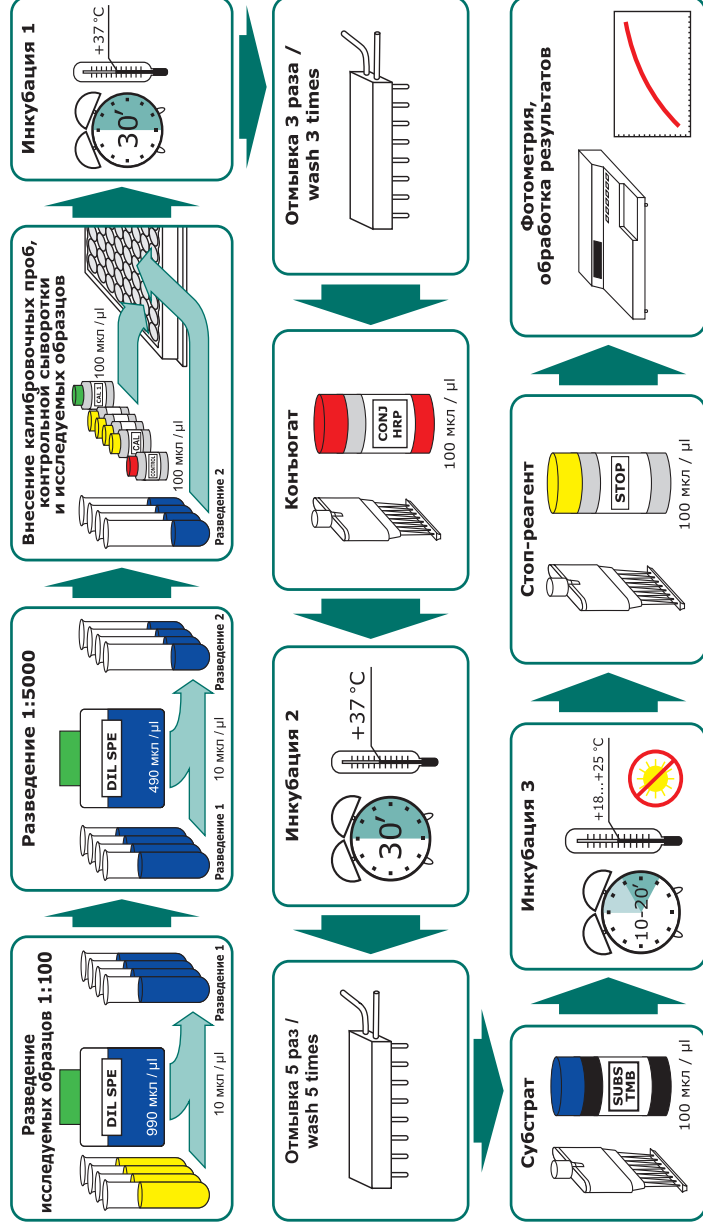 Разведение
исследуемых образцов 1:100
DIL SPE
990 мкл / µl
10 мкл / µl
Разведение 1
Разведение 1:5000
DIL SPE
490 мкл / µl
Разведение 1
10 мкл / µl
Разведение 2
Внесение калибровочных проб,
контрольной сыворотки
и исследуемых образцов
CAL 1
CAL
CONTROL
100 мкл / µl
100 мкл / µl
Разведение 2
Инкубация 1
30'
+37 °C
Отмывка 3 раза /
wash 3 times
Конъюгат
CONJ
HRP
100 мкл / µl
Инкубация 2
30'
+37 °C
Отмывка 5 раз /
wash 5 times
Субстрат
SUBS
TMB
100 мкл / µl
Инкубация 3
10-20'
+18...+25 °C
Стоп-реагент
STOP
100 мкл / µl
Фотометрия,
обработка результатов